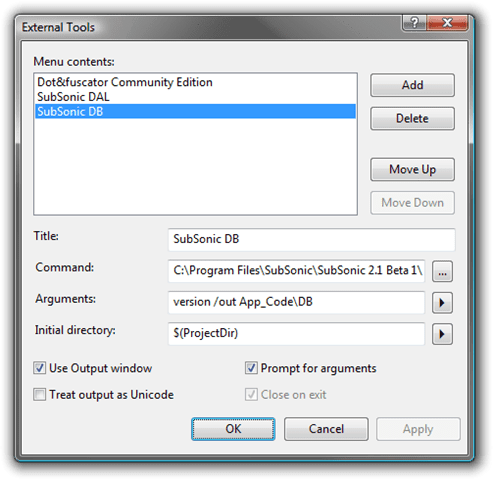 External Tools
Menu contents:
Dot&fuscator Community Edition
SubSonic DAL
SubSonic DB
Add
Delete
Move Up
Move Down
Title:
SubSonic DB
Command:
C:\Program Files\SubSonic\SubSonic 2.1 Beta 1\
...
Arguments:
version /out App_Code\DB
Initial directory:
$(ProjectDir)
Use Output window
Prompt for arguments
Treat output as Unicode
Close on exit
OK
Cancel
Apply